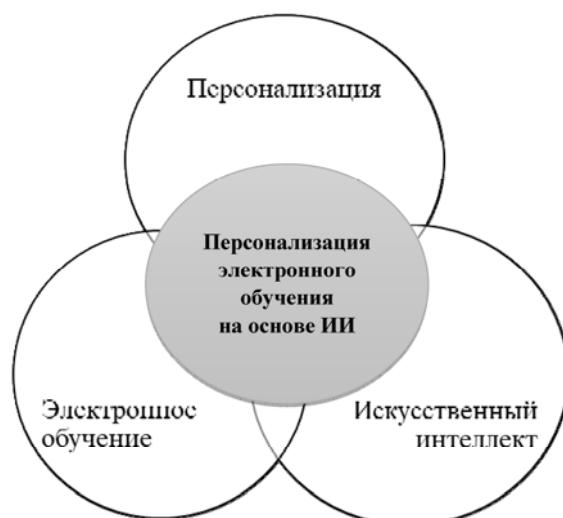 Персонализация
Персонализация
электронного
обучения
на основе ИИ
Электронное
обучение
Искусственный
интеллект